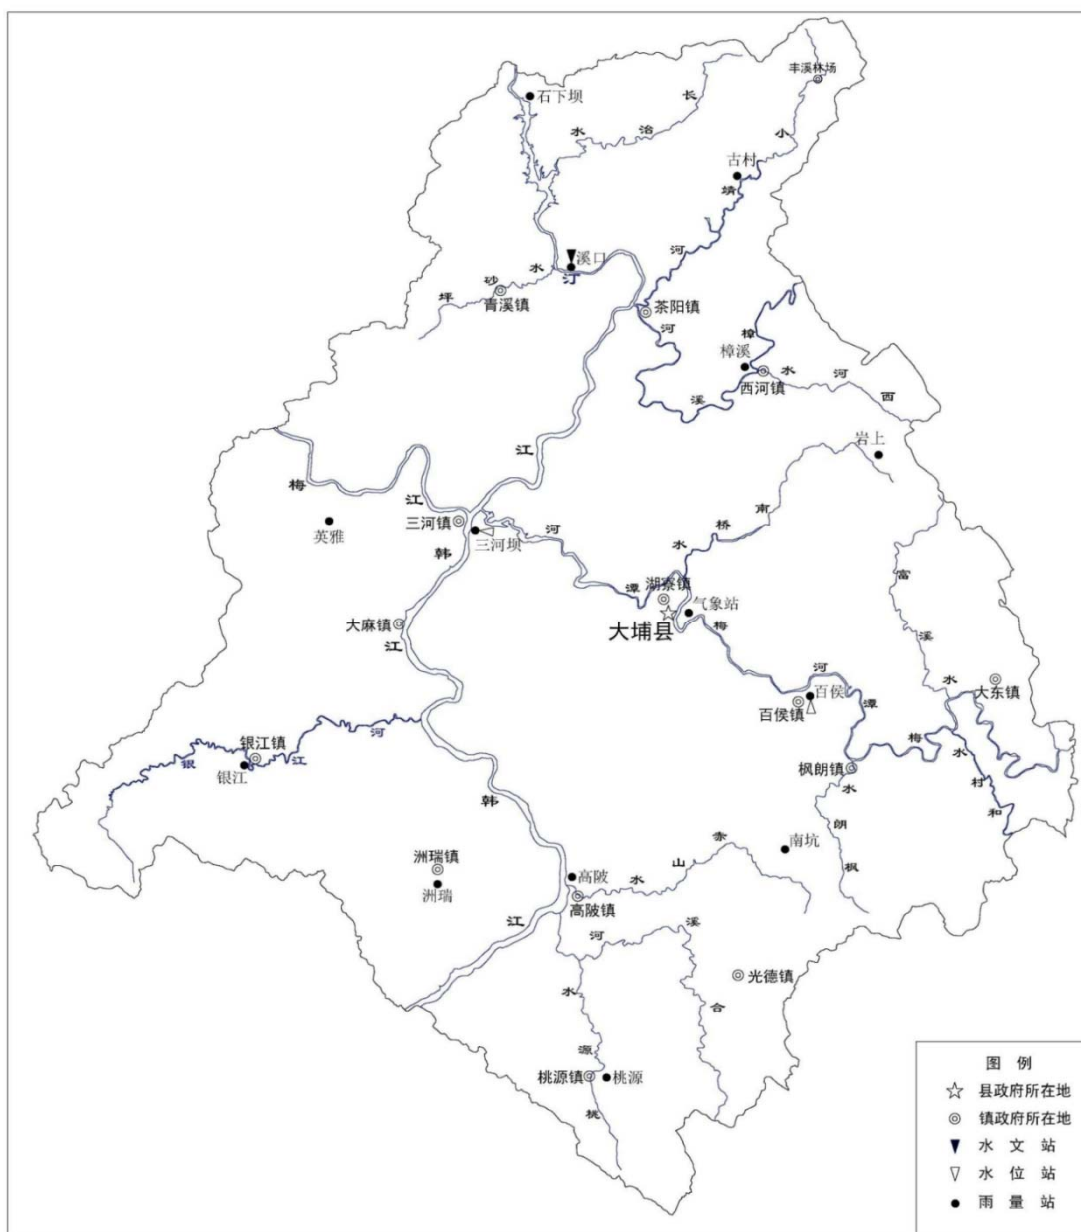 丰溪林场
石下坝
长
治
水
小
古村
靖
河
溪口
水
汀
砂
坪
青溪镇
茶阳镇
河
樟
樟溪
西河镇
水
河
西
溪
江
岩上
梅
江
三河镇
三河坝
英雅
韩
河
南
桥
水
潭
湖寮镇
气象站
大埔县
梅
大麻镇
江
富
溪
水
大东镇
河
百侯
百侯镇
潭
梅
水
村
和
枫朗镇
水
朗
枫
银江镇
银江
银
江
河
韩
南坑
洲瑞镇
洲瑞
高陂
高陂镇
水
山
赤
江
河
溪
合
光德镇
水
源
桃
桃源镇
桃源
图例
县政府所在地
镇政府所在地
水文站
水位站
雨量站